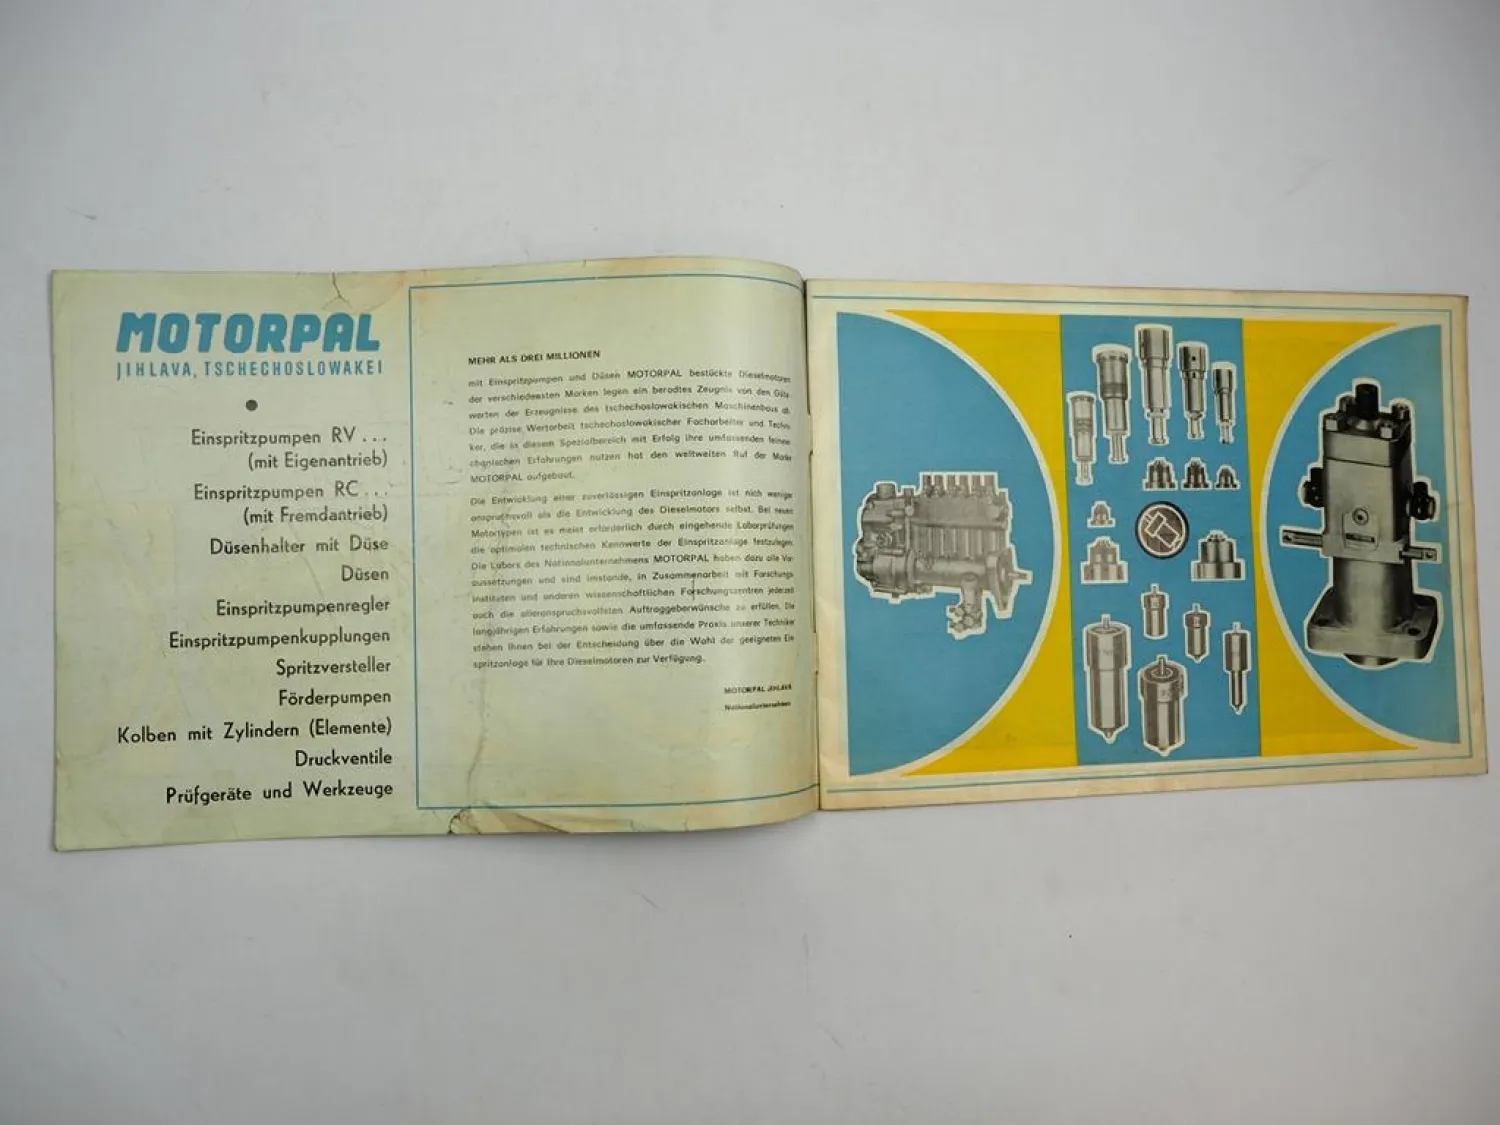 MOTORPAL
JIHLAVA, TSCHECHOSLOWAKEI
Einspritzpumpen RV . . .
(mit Eigenantrieb)
Einspritzpumpen RC . . .
(mit Fremdantrieb)
Düsenhalter mit Düse
Düsen
Einspritzpumpenregler
Einspritzpumpenkupplungen
Spritzversteller
Förderpumpen
Kolben mit Zylindern (Elemente)
Druckventile
Prüfgeräte und Werkzeuge
MEHR ALS DREI MILLIONEN
mit Einspritzpumpen und Düsen MOTORPAL bestückte Dieselmotoren
der verschiedensten Marken legen ein beredtes Zeugnis von den Güte-
werten der Erzeugnisse des tschechoslowakischen Maschinenbaus ab.
Die präzise Wertarbeit tschechoslowakischer Facharbeiter und Techni-
ker, die in diesem Spezialbereich mit Erfolg ihre umfassenden feinme-
chanischen Erfahrungen nutzen hat den weltweiten Ruf der Marke
MOTORPAL aufgebaut.
Die Entwicklung einer zuverlässigen Einspritzanlage ist nich weniger
anspruchsvoll als die Entwicklung des Dieselmotors selbst. Bei neuen
Motortypen ist es meist erforderlich durch eingehende Laborprüfungen
die optimalen technischen Kennwerte der Einspritzanlage festzulegen.
Die Labors des Nationalunternehmens MOTORPAL haben dazu alle Vor-
aussetzungen und sind imstande, in Zusammenarbeit mit Forschungs-
instituten und anderen wissenschaftlichen Forschungszentren jederzeit
auch die alleranspruchsvollsten Auftraggeberwünsche zu erfüllen. Die
langjährigen Erfahrungen sowie die umfassende Praxis unserer Techniker
stehen Ihnen bei der Entscheidung über die Wahl der geeigneten Ein-
spritzanlage für Ihre Dieselmotoren zur Verfügung.
MOTORPAL JIHLAVA
Nationalunternehmen